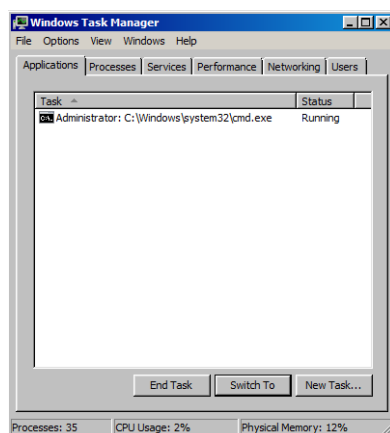 Windows Task Manager
File Options View Windows Help
Applications Processes Services Performance Networking Users
Task Status
C:\. Administrator: C:\Windows\system32\cmd.exe Running
End Task Switch To New Task...
Processes: 35 CPU Usage: 2% Physical Memory: 12%